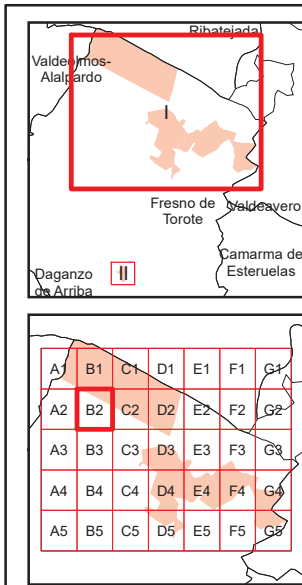 Ribatejada
Valdeolmos-
Alalpardo
I
Fresno de
Torote
Valdeavero
Camarma de
Esteruelas
Daganzo
de Arriba
II
A1 B1 C1 D1 E1 F1 G1
A2 B2 C2 D2 E2 F2 G2
A3 B3 C3 D3 E3 F3 G3
A4 B4 C4 D4 E4 F4 G4
A5 B5 C5 D5 E5 F5 G5